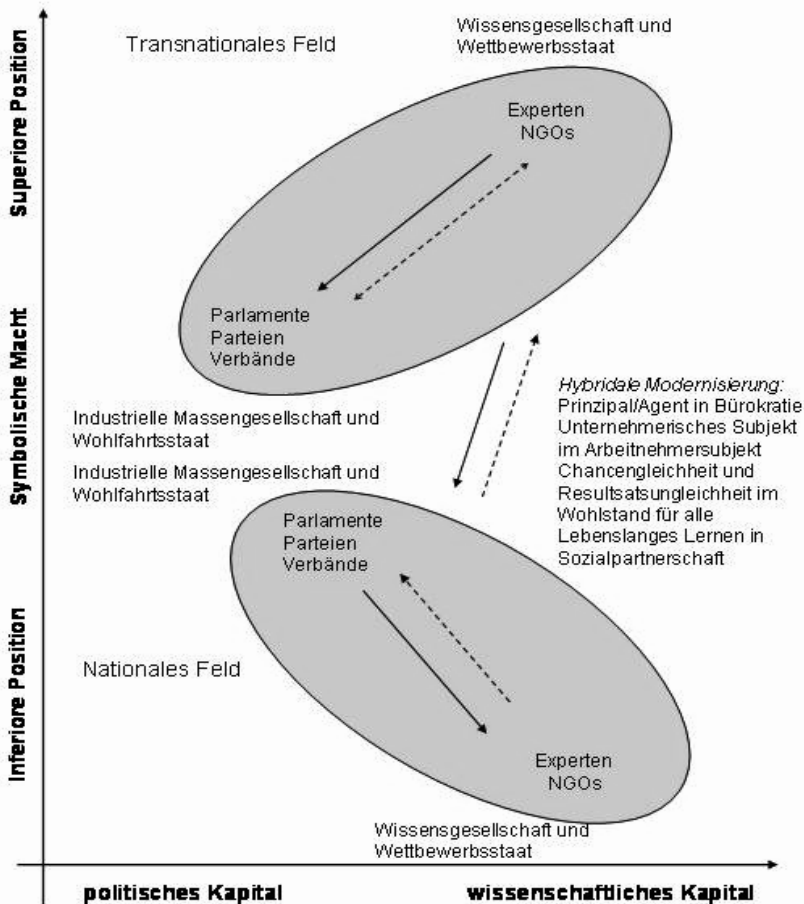 Superiore Position
Symbolische Macht
Inferiore Position
Transnationales Feld
Wissensgesellschaft und
Wettbewerbsstaat
Experten
NGOs
Parlamente
Parteien
Verbände
Industrielle Massengesellschaft und
Wohlfahrtsstaat
Hybridale Modernisierung:
Prinzipal/Agent in Bürokratie
Unternehmerisches Subjekt
im Arbeitnehmersubjekt
Chancengleichheit und
Resultsatsungleichheit im
Wohlstand für alle
Lebenslanges Lernen in
Sozialpartnerschaft
Industrielle Massengesellschaft und
Wohlfahrtsstaat
Parlamente
Parteien
Verbände
Nationales Feld
Experten
NGOs
Wissensgesellschaft und
Wettbewerbsstaat
politisches Kapital
wissenschaftliches Kapital